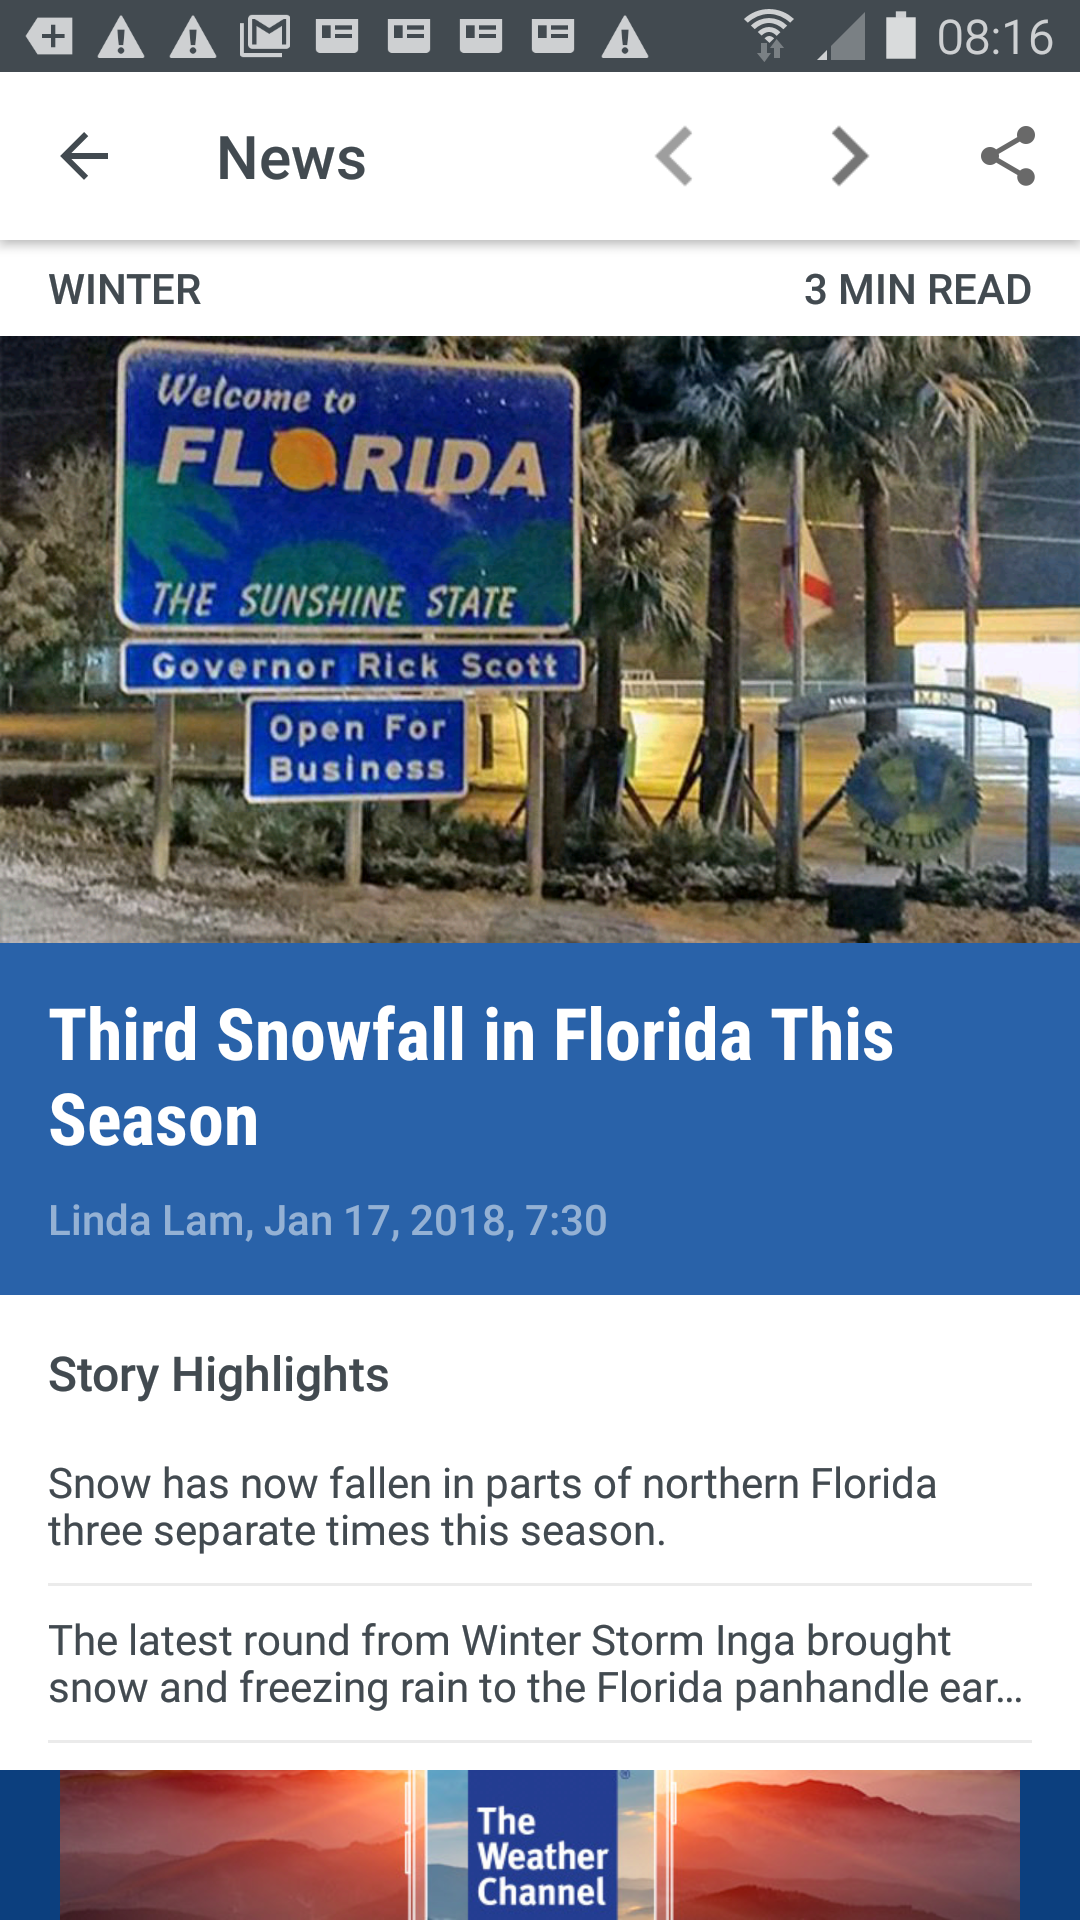 08:16
News
WINTER
3 MIN READ
Welcome to
FLORIDA
THE SUNSHINE STATE
Governor Rick Scott
Open For
Business
CENTURY
Third Snowfall in Florida This
Season
Linda Lam, Jan 17, 2018, 7:30
Story Highlights
Snow has now fallen in parts of northern Florida
three separate times this season.
The latest round from Winter Storm Inga brought
snow and freezing rain to the Florida panhandle ear...
The
Weather
Channel